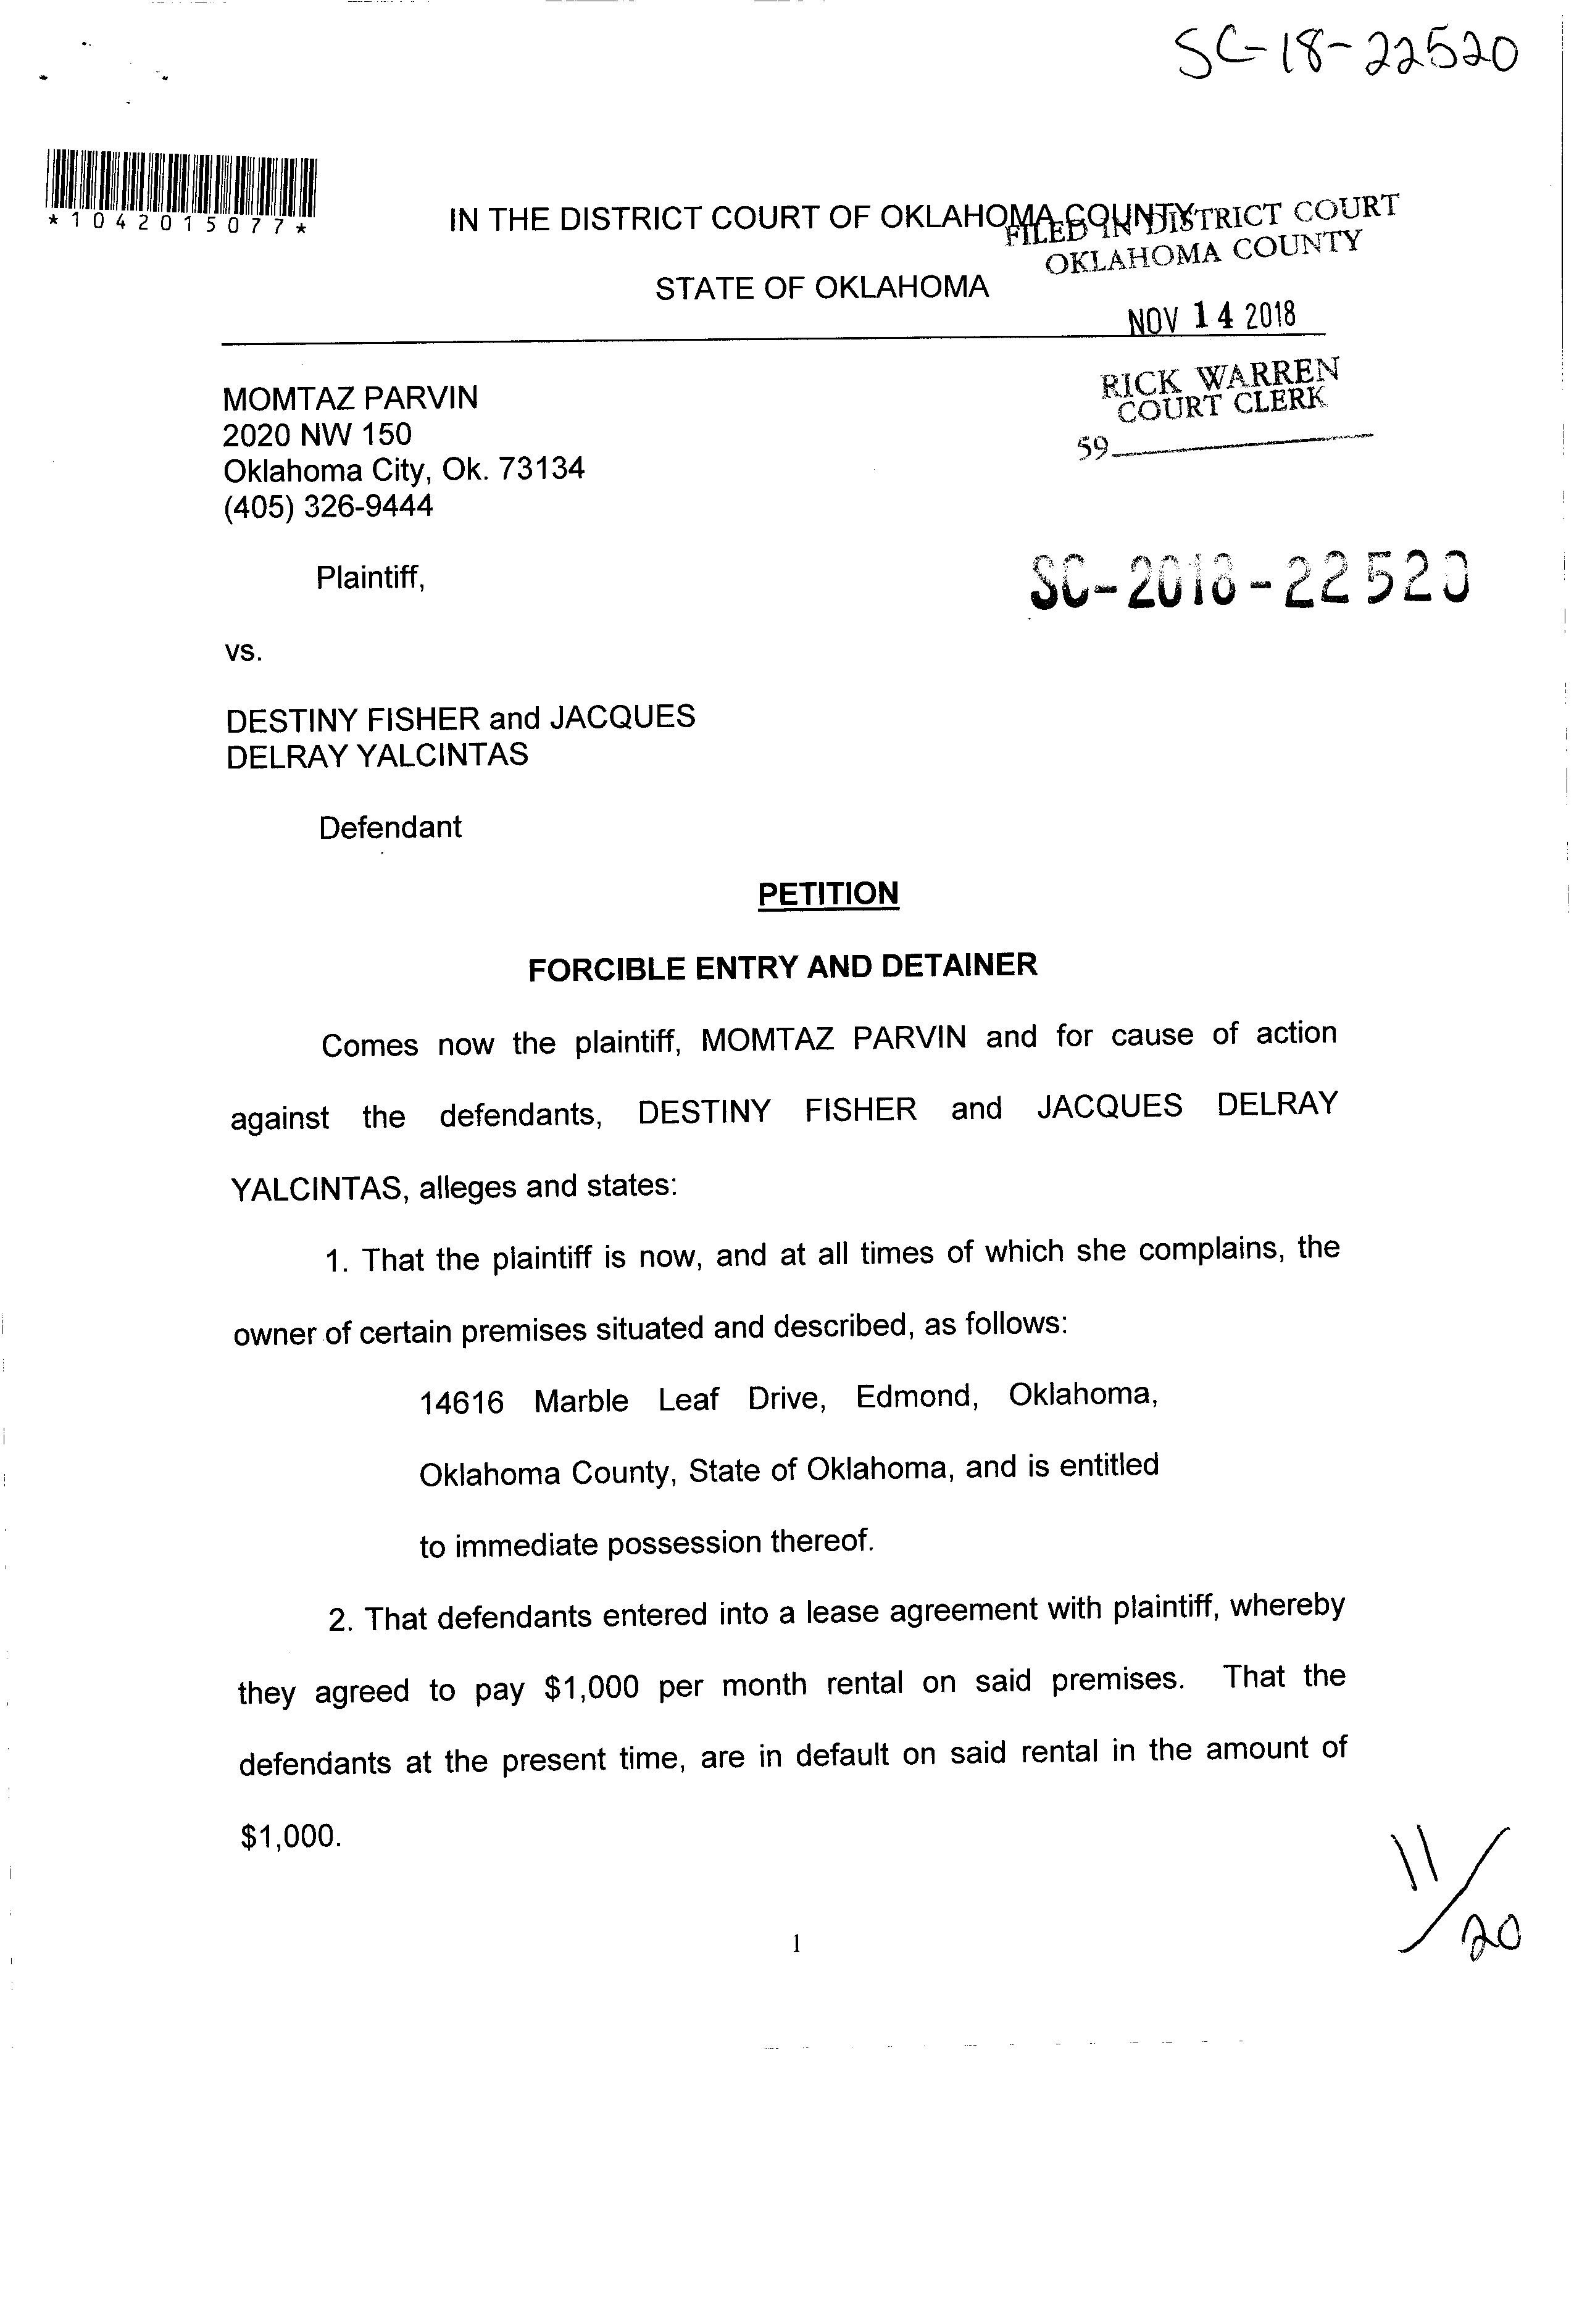 SC-18-22520
*1042015077*
IN THE DISTRICT COURT OF OKLAHOMA COUNTY
FILED IN DISTRICT COURT
OKLAHOMA COUNTY
STATE OF OKLAHOMA
NOV 14 2018
MOMTAZ PARVIN
2020 NW 150
Oklahoma City, Ok. 73134
(405) 326-9444
RICK WARREN
COURT CLERK
59
Plaintiff,
SC-2018-22520
vs.
DESTINY FISHER and JACQUES
DELRAY YALCINTAS
Defendant
PETITION
FORCIBLE ENTRY AND DETAINER
Comes now the plaintiff, MOMTAZ PARVIN and for cause of action
against the defendants, DESTINY FISHER and JACQUES DELRAY
YALCINTAS, alleges and states:
1. That the plaintiff is now, and at all times of which she complains, the
owner of certain premises situated and described, as follows:
14616 Marble Leaf Drive, Edmond, Oklahoma,
Oklahoma County, State of Oklahoma, and is entitled
to immediate possession thereof.
2. That defendants entered into a lease agreement with plaintiff, whereby
they agreed to pay $1,000 per month rental on said premises. That the
defendants at the present time, are in default on said rental in the amount of
$1,000.
11/20
1